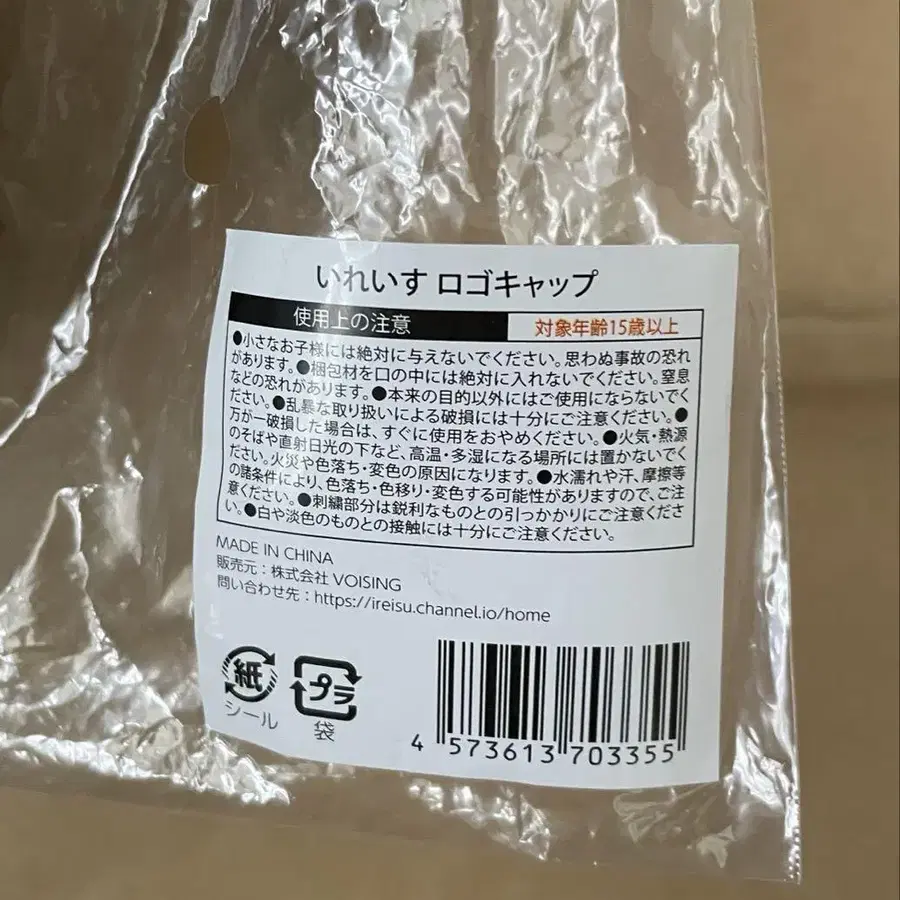 いれいす ロゴキャップ
使用上の注意
対象年齢15歳以上
●小さなお子様には絶対に与えないでください。思わぬ事故の恐れ
があります。●梱包材を口の中には絶対に入れないでください。窒息
などの恐れがあります。●本来の目的以外にはご使用にならないでく
ださい。●乱暴な取り扱いによる破損には十分にご注意ください。●
万が一破損した場合は、すぐに使用をおやめください。●火気・熱源
のそばや直射日光の下など、高温・多湿になる場所には置かないでく
ださい。火災や色落ち・変色の原因になります。●水濡れや汗、摩擦等
の諸条件により、色落ち・色移り・変色する可能性がありますので、ご注
意ください。●刺繍部分は鋭利なものとの引っかかりにご注意くださ
い。●白や淡色のものとの接触には十分にご注意ください。
MADE IN CHINA
販売元：株式会社 VOISING
問い合わせ先：https://ireisu.channel.io/home
紙
シール
プラ
袋
4 573613 703355